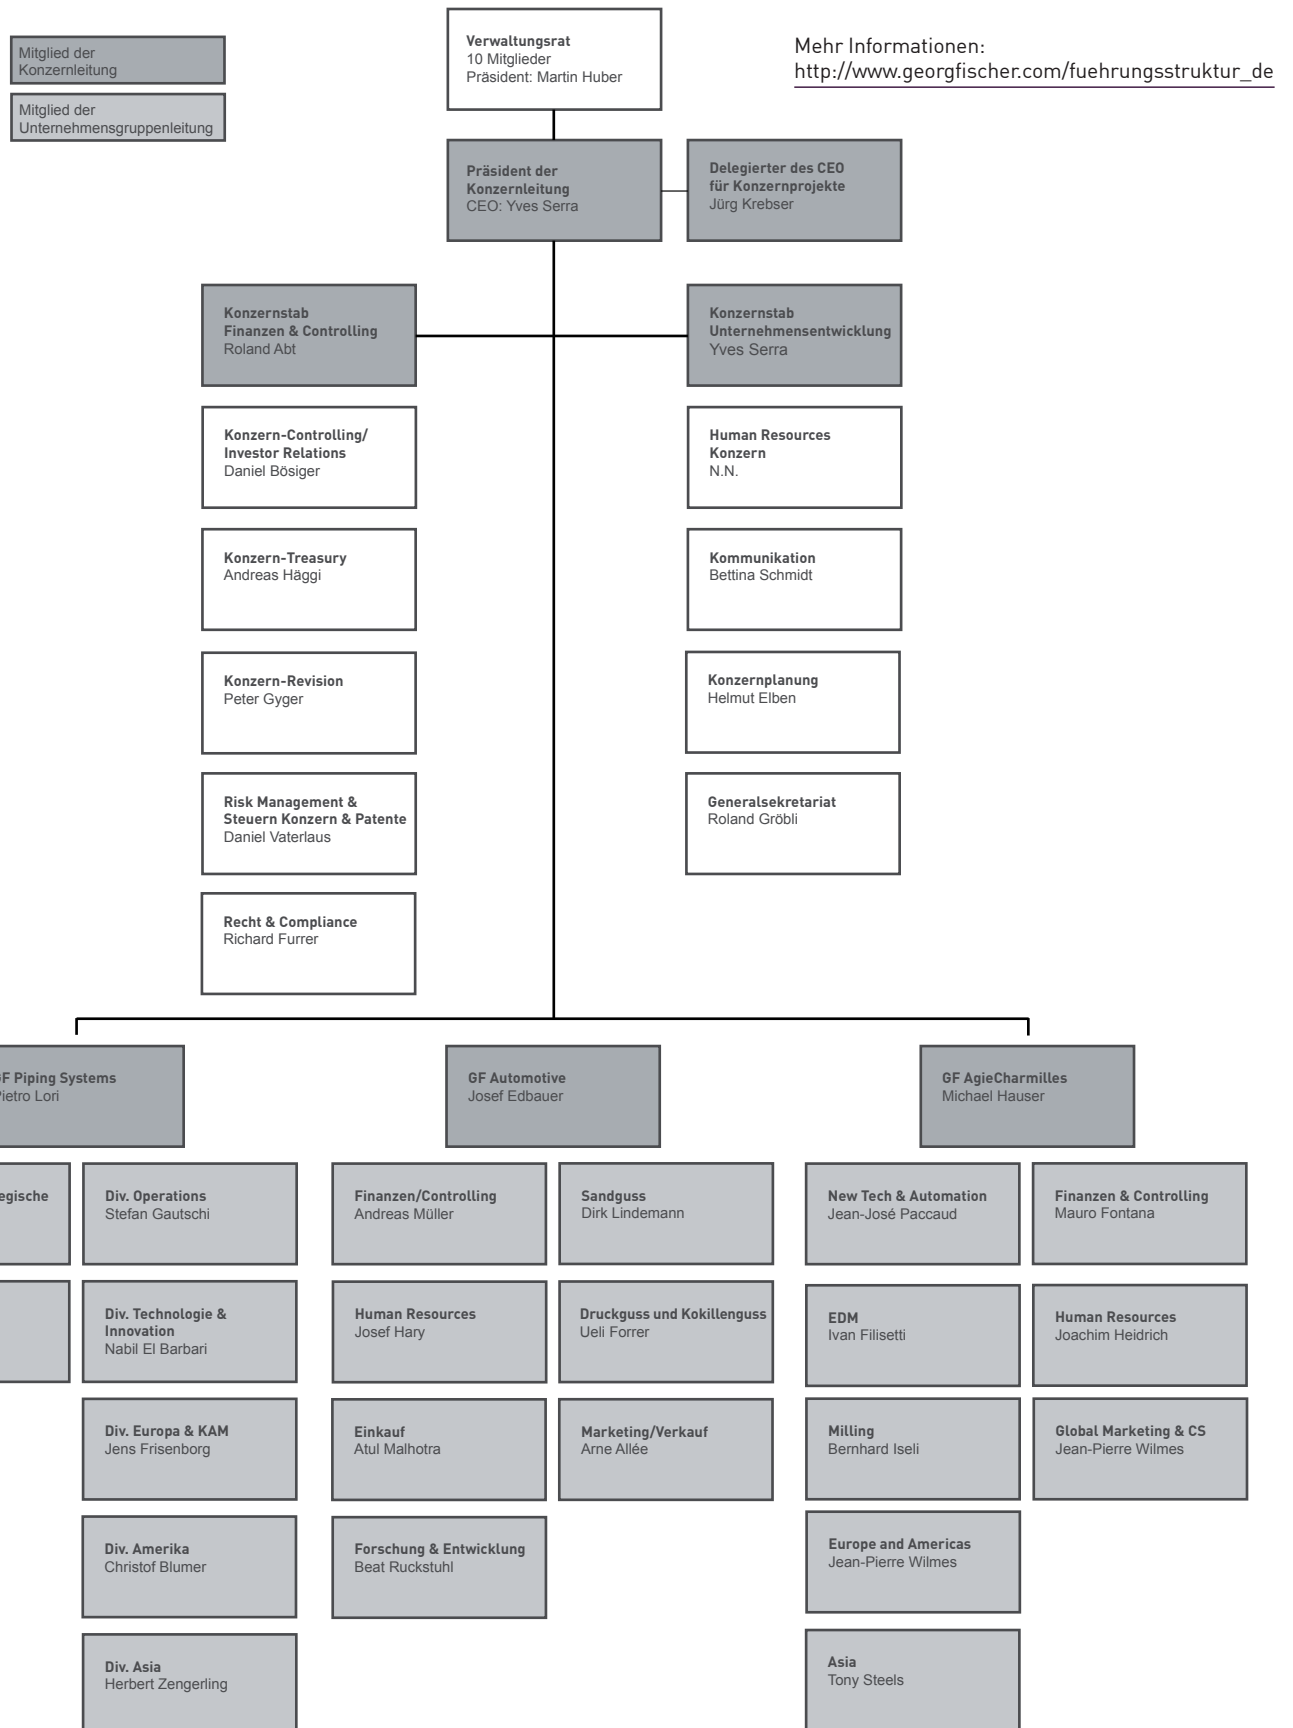 Mitglied der
Konzernleitung
Mitglied der
Unternehmensgruppenleitung
Verwaltungsrat
10 Mitglieder
Präsident: Martin Huber
Mehr Informationen:
http://www.georgfischer.com/fuehrungsstruktur_de
Präsident der
Konzernleitung
CEO: Yves Serra
Delegierter des CEO
für Konzernprojekte
Jürg Krebser
Konzernstab
Finanzen & Controlling
Roland Abt
Konzernstab
Unternehmensentwicklung
Yves Serra
Konzern-Controlling/
Investor Relations
Daniel Bösiger
Human Resources
Konzern
N.N.
Konzern-Treasury
Andreas Häggi
Kommunikation
Bettina Schmidt
Konzern-Revision
Peter Gyger
Konzernplanung
Helmut Elben
Risk Management &
Steuern Konzern & Patente
Daniel Vaterlaus
Generalsekretariat
Roland Gröbli
Recht & Compliance
Richard Furrer
GF Piping Systems
Pietro Lori
GF Automotive
Josef Edbauer
GF AgieCharmilles
Michael Hauser
egische
Div. Operations
Stefan Gautschi
Finanzen/Controlling
Andreas Müller
Sandguss
Dirk Lindemann
New Tech & Automation
Jean-José Paccaud
Finanzen & Controlling
Mauro Fontana
Div. Technologie &
Innovation
Nabil El Barbari
Human Resources
Josef Hary
Druckguss und Kokillenguss
Ueli Forrer
EDM
Ivan Filisetti
Human Resources
Joachim Heidrich
Div. Europa & KAM
Jens Frisenborg
Einkauf
Atul Malhotra
Marketing/Verkauf
Arne Allée
Milling
Bernhard Iseli
Global Marketing & CS
Jean-Pierre Wilmes
Div. Amerika
Christof Blumer
Forschung & Entwicklung
Beat Ruckstuhl
Europe and Americas
Jean-Pierre Wilmes
Div. Asia
Herbert Zengerling
Asia
Tony Steels